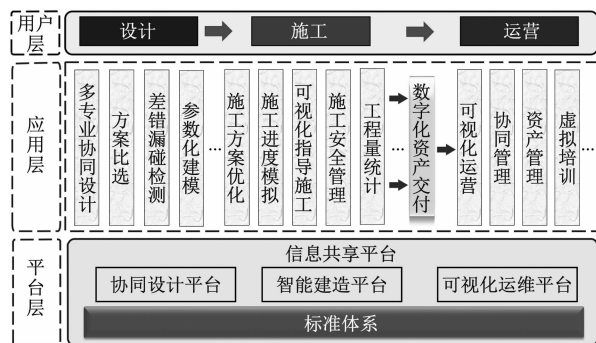 用户层
设计
施工
运营
应用层
多专业协同设计
方案比选
差错漏碰检测
参数化建模
…
施工方案优化
施工进度模拟
可视化指导施工
施工安全管理
工程量统计
…
数字化资产交付
可视化运营
协同管理
资产管理
虚拟培训
…
平台层
信息共享平台
协同设计平台
智能建造平台
可视化运维平台
标准体系